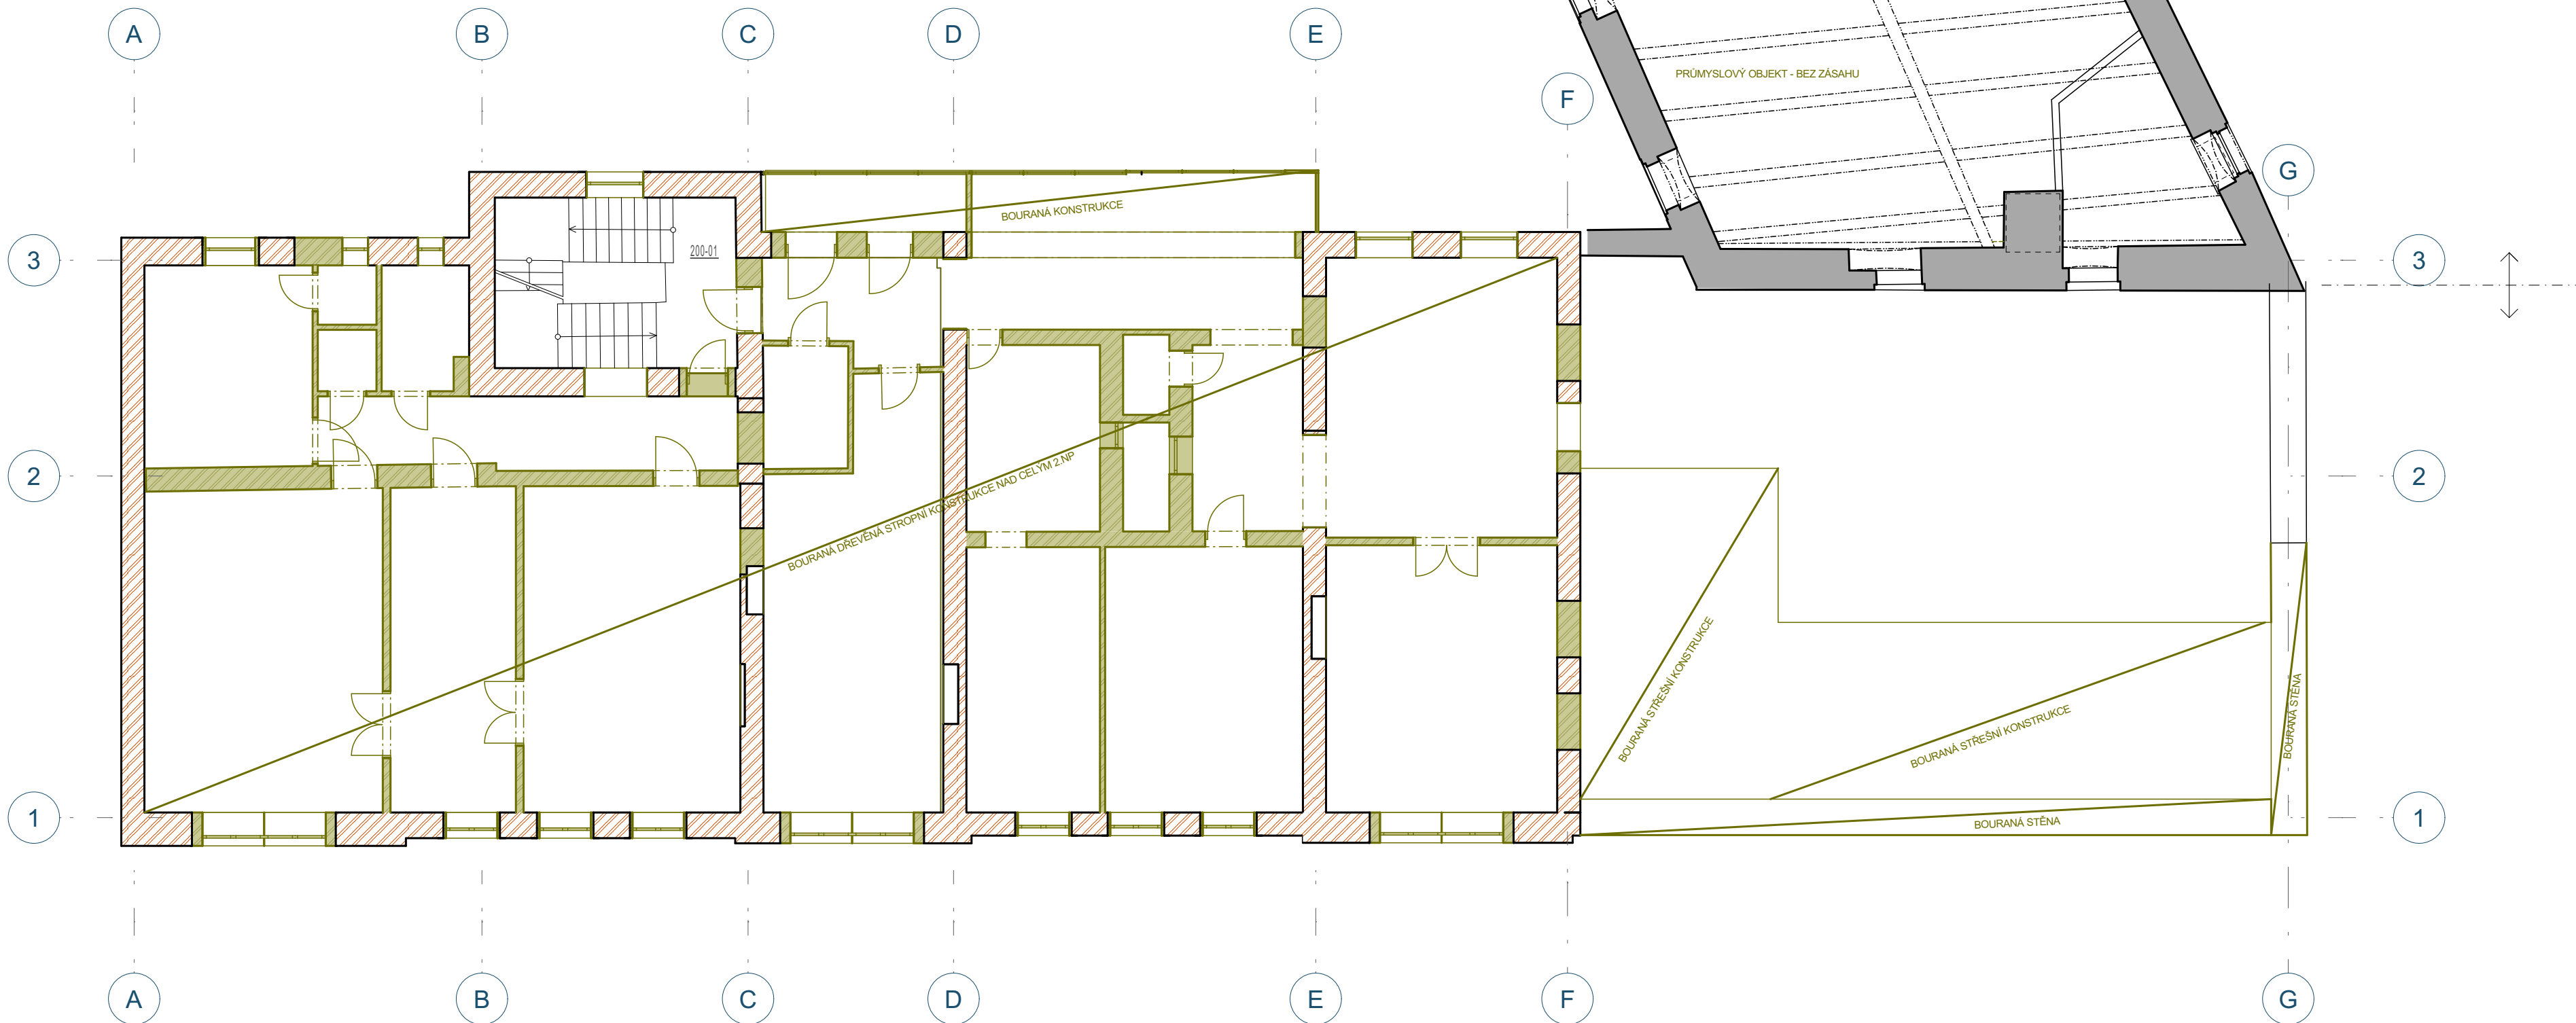 A
B
C
D
E
F
G
PRŮMYSLOVÝ OBJEKT - BEZ ZÁSAHU
BOURANÁ KONSTRUKCE
200-01
3
3
2
2
BOURANÁ DŘEVĚNÁ STROPNÍ KONSTRUKCE NAD CELÝM 2.NP
BOURANÁ STŘEŠNÍ KONSTRUKCE
BOURANÁ STŘEŠNÍ KONSTRUKCE
BOURANÁ STĚNA
BOURANÁ STĚNA
1
1
A
B
C
D
E
F
G